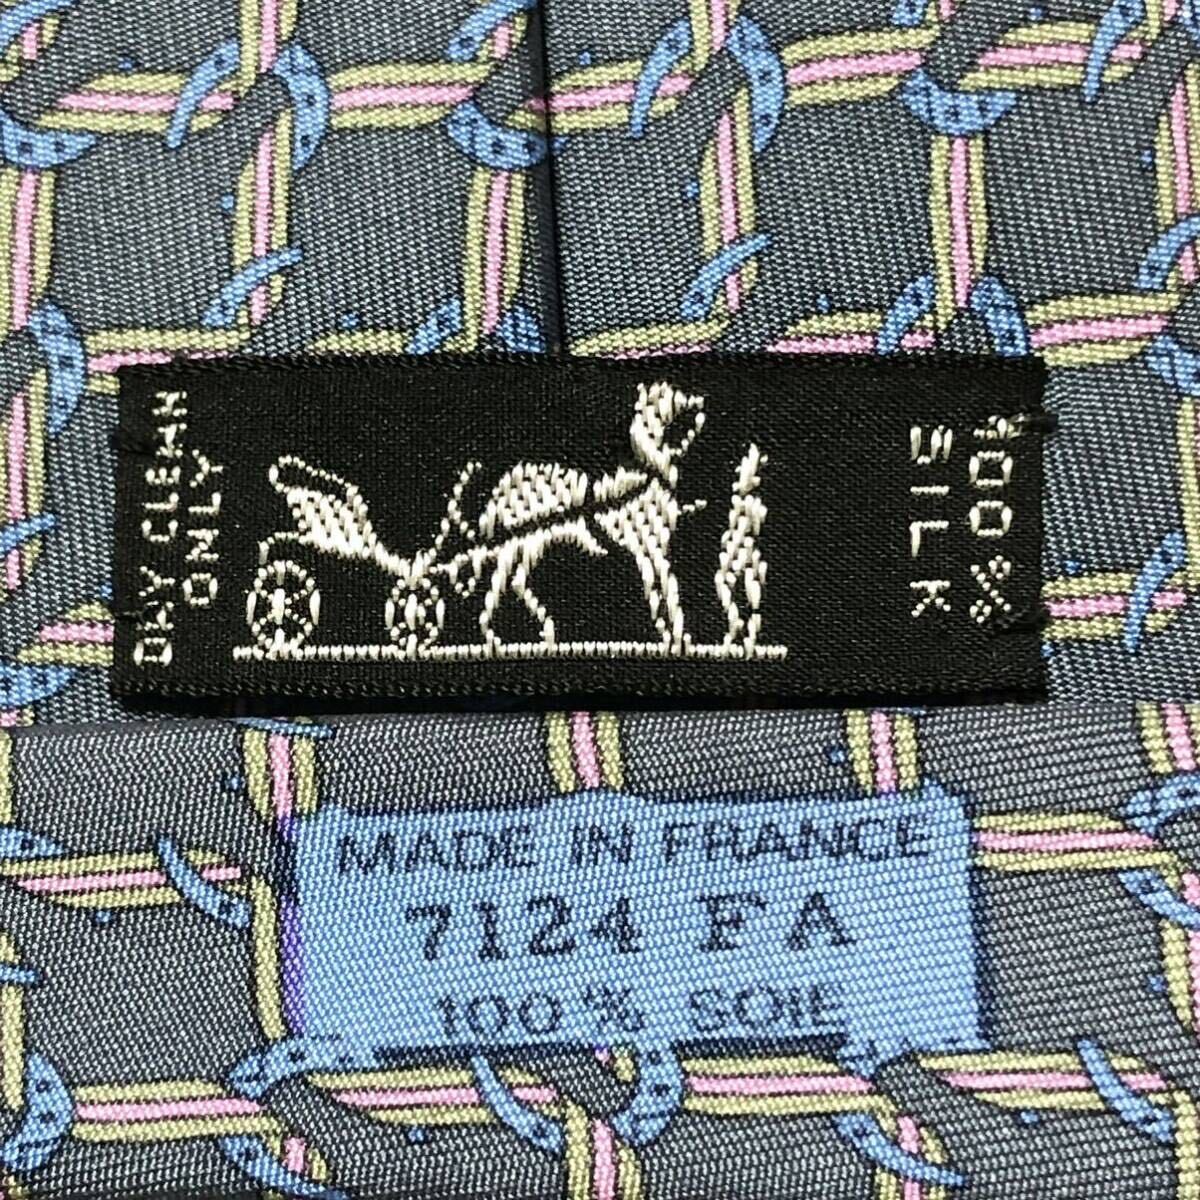 DRY CLEAN
ONLY
100%
SILK
MADE IN FRANCE
7124 FA
100% SOIE